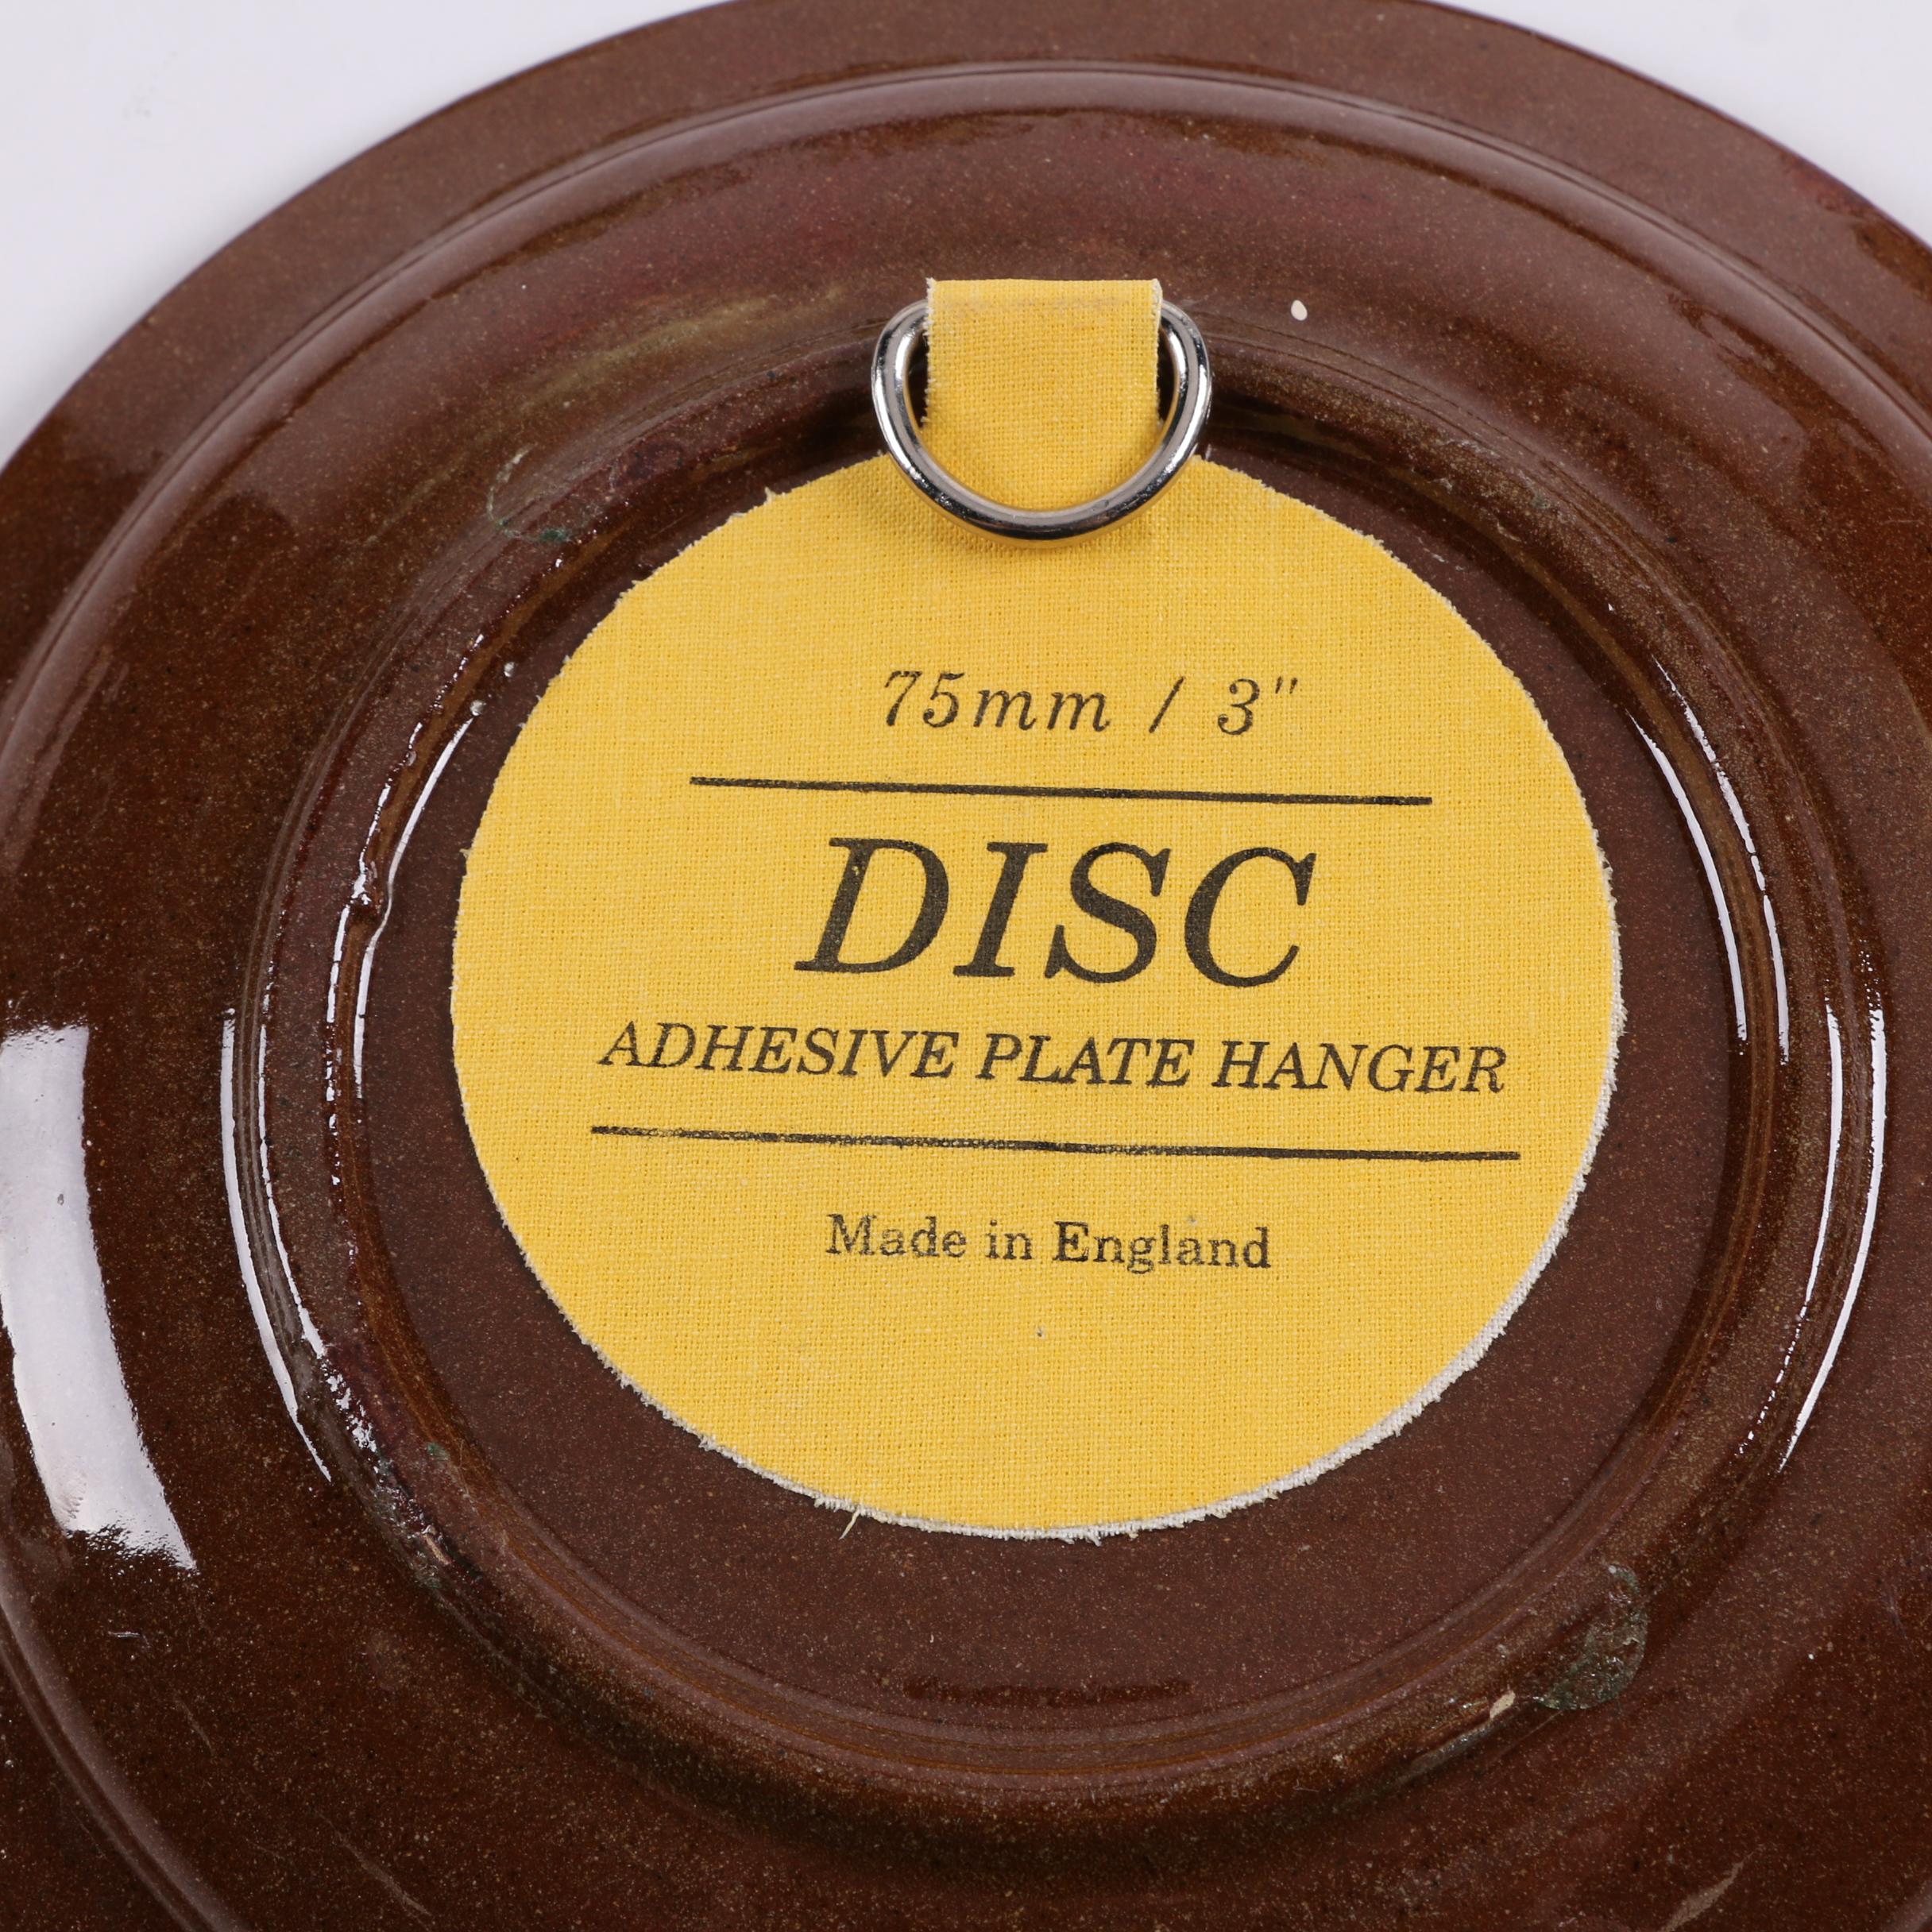 75mm / 3"
DISC
ADHESIVE PLATE HANGER
Made in England